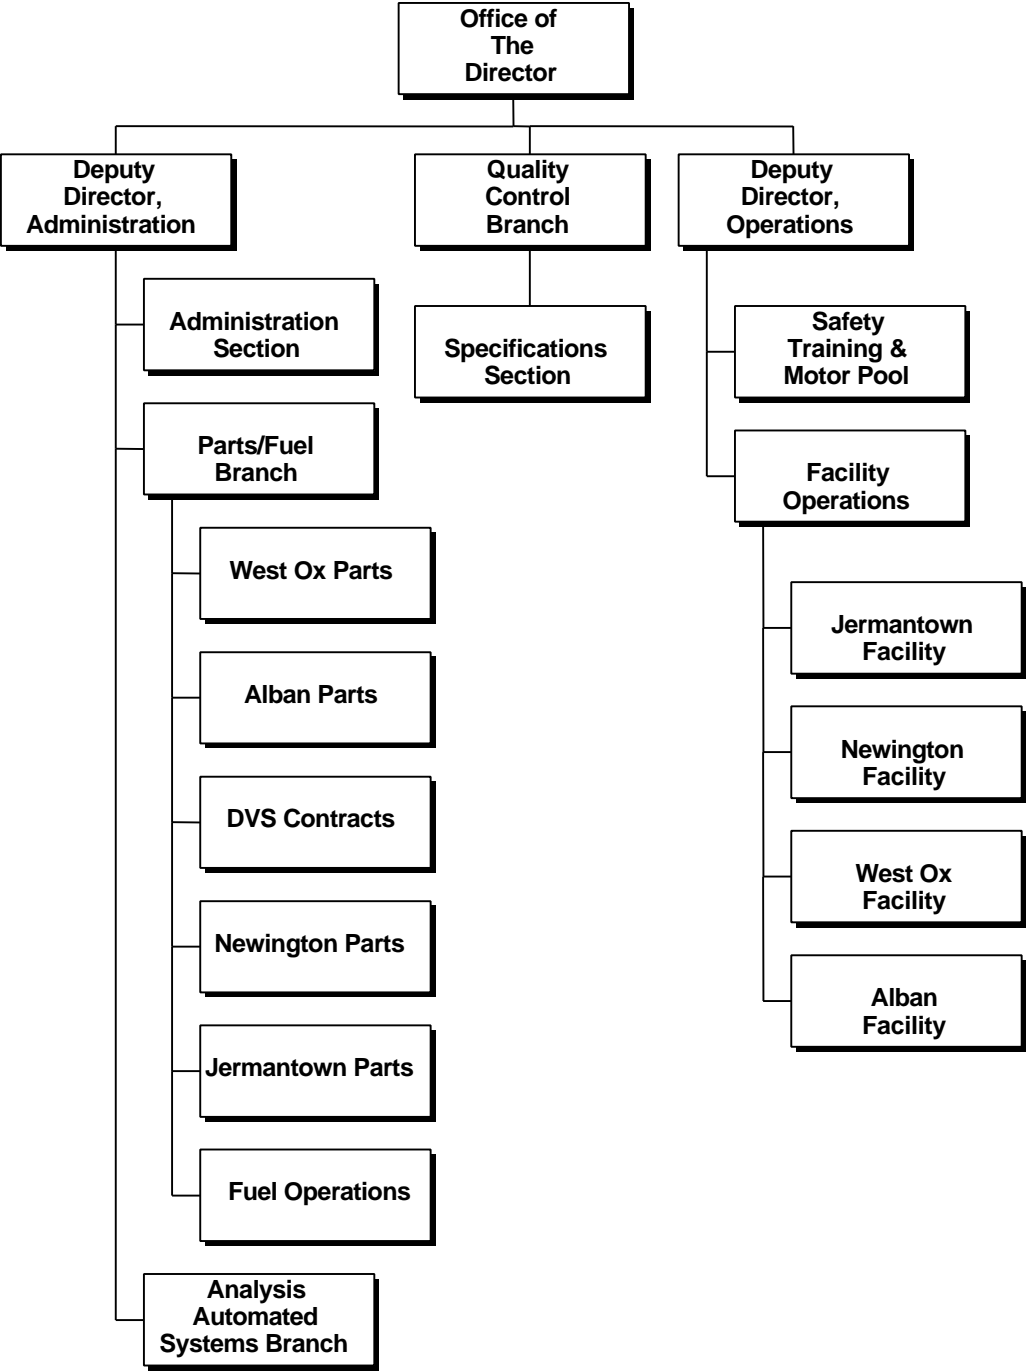 Office of
The
Director
Deputy
Director,
Administration
Quality
Control
Branch
Deputy
Director,
Operations
Administration
Section
Specifications
Section
Safety
Training &
Motor Pool
Parts/Fuel
Branch
Facility
Operations
West Ox Parts
Alban Parts
DVS Contracts
Newington Parts
Jermantown Parts
Fuel Operations
Jermantown
Facility
Newington
Facility
West Ox
Facility
Alban
Facility
Analysis
Automated
Systems Branch